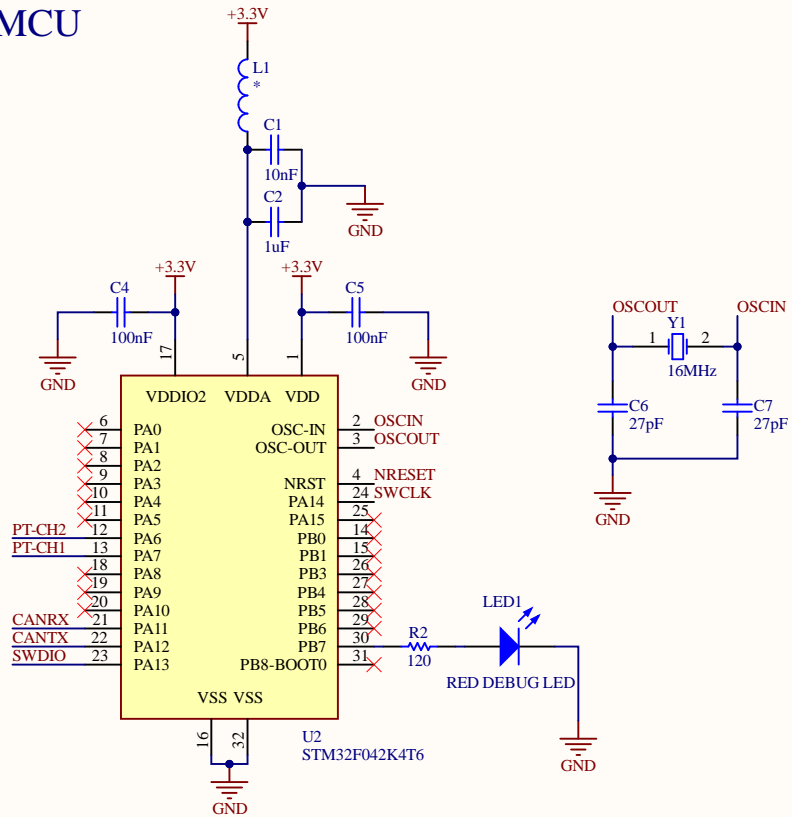 MCU
+3.3V
L1
*
C1
10nF
C2
1uF
GND
+3.3V
+3.3V
C4
100nF
GND
C5
100nF
GND
17
5
1
VDDIO2 VDDA VDD
6 PA0
7 PA1
8 PA2
9 PA3
10 PA4
11 PA5
PT-CH2 12 PA6
PT-CH1 13 PA7
18 PA8
19 PA9
20 PA10
CANRX 21 PA11
CANTX 22 PA12
SWDIO 23 PA13
OSC-IN 2 OSCIN
OSC-OUT 3 OSCOUT
NRST 4 NRESET
PA14 24 SWCLK
PA15 25
PB0 14
PB1 15
PB3 26
PB4 27
PB5 28
PB6 29
PB7 30
PB8-BOOT0 31
VSS VSS
16
32
GND
U2
STM32F042K4T6
R2
120
LED1
RED DEBUG LED
GND
OSCOUT
OSCIN
Y1
1
2
16MHz
C6
27pF
C7
27pF
GND